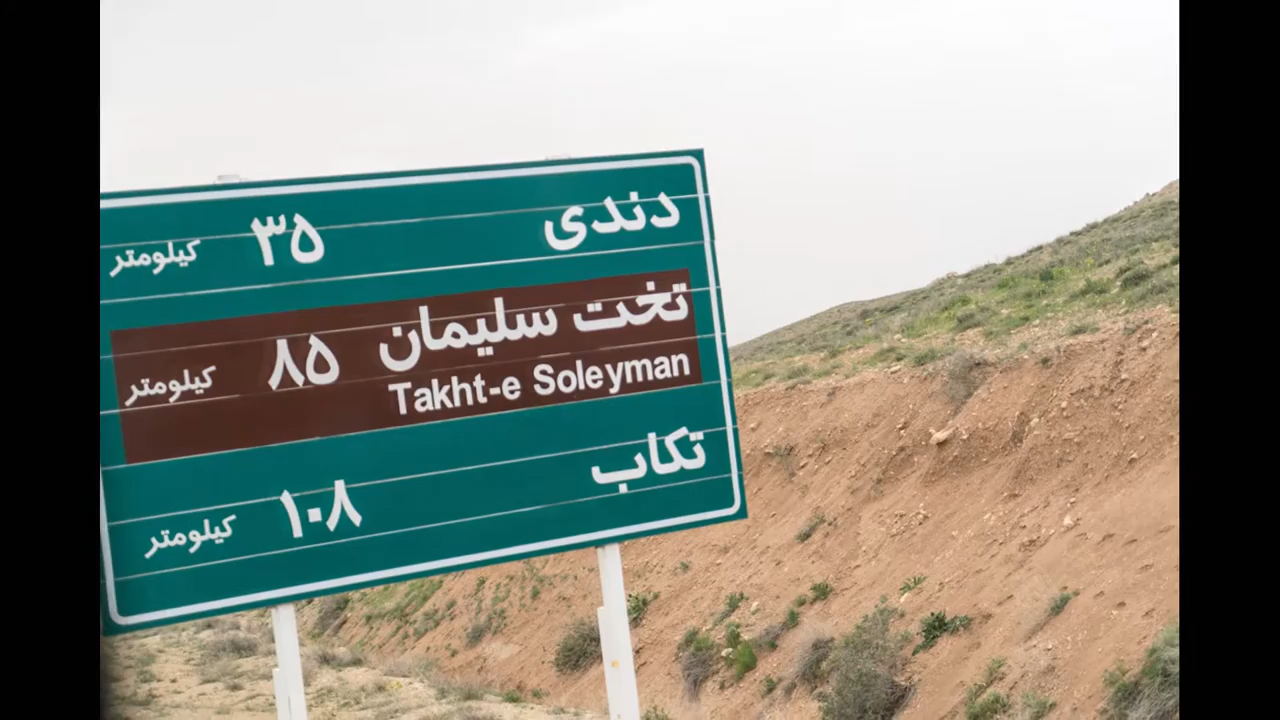 دندی ۳۵ کیلومتر
تخت سلیمان ۸۵ کیلومتر
Takht-e Soleyman
تکاب ۱۰۸ کیلومتر